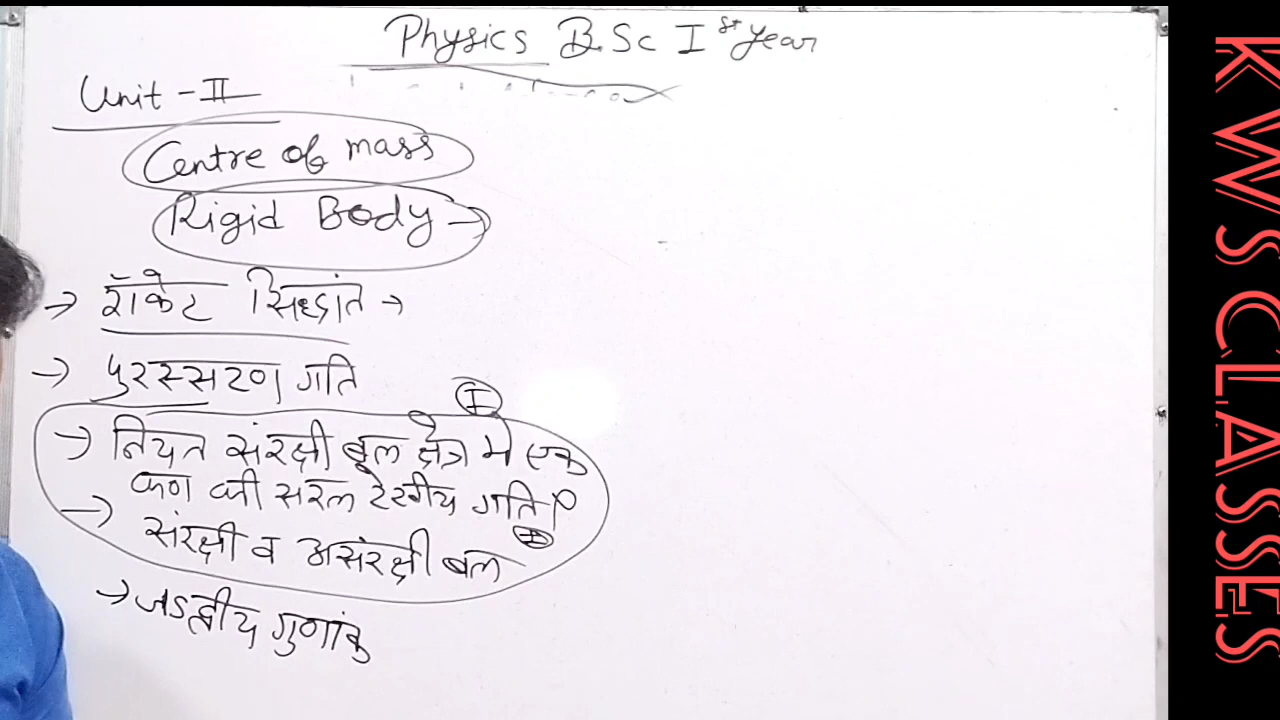 Physics B.Sc I st Year
Unit - II
Centre of mass
Rigid Body →
→ रॉकेट सिद्धांत →
→ पुरस्सरण गति
I
→ नियत संरक्षी बल क्षेत्र मे एक
कण की सरल रेखीय गति
→ संरक्षी व असंरक्षी बल
→ जड़त्वीय गुणांक
KWS CLASSES